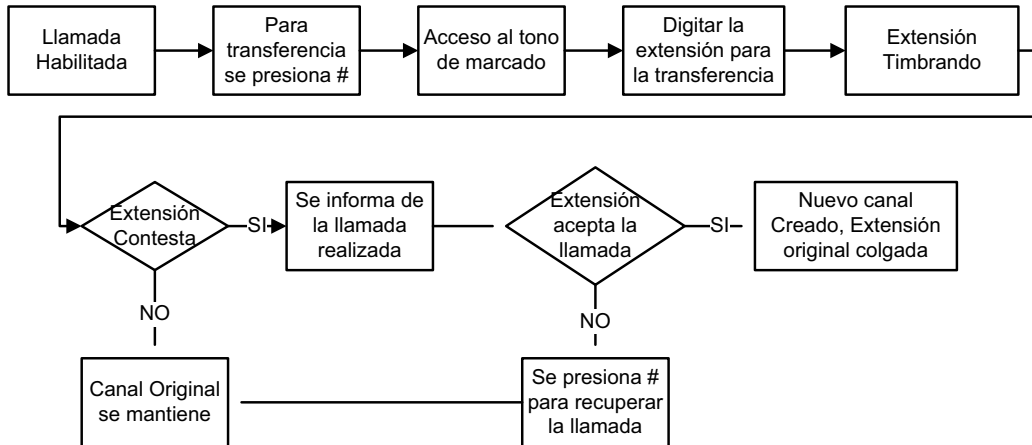 Llamada
Habilitada
Para
transferencia
se presiona #
Acceso al tono
de marcado
Digitar la
extensión para
la transferencia
Extensión
Timbrando
Extensión
Contesta
SI
Se informa de
la llamada
realizada
Extensión
acepta la
llamada
SI
Nuevo canal
Creado, Extensión
original colgada
NO
NO
Canal Original
se mantiene
Se presiona #
para recuperar
la llamada